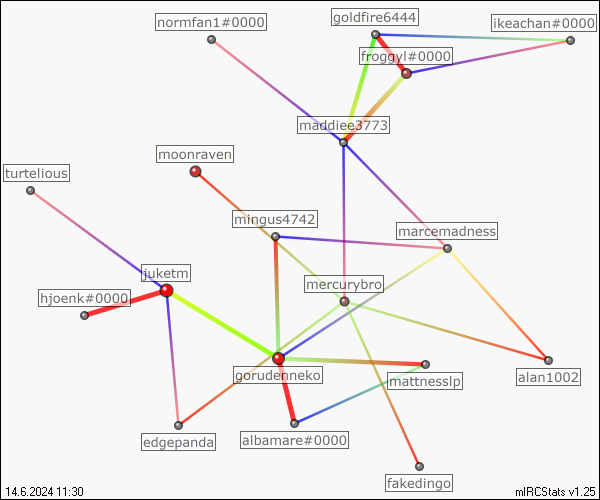 goldfire6444
normfan1#0000
ikeachan#0000
froggyl#0000
maddiee3773
moonraven
turtelious
mingus4742
marcemadness
juketm
mercurybro
hjoenk#0000
gorudenneko
alan1002
mattnesslp
albamare#0000
edgepanda
fakedingo
14.6.2024 11:30
mIRCStats v1.25